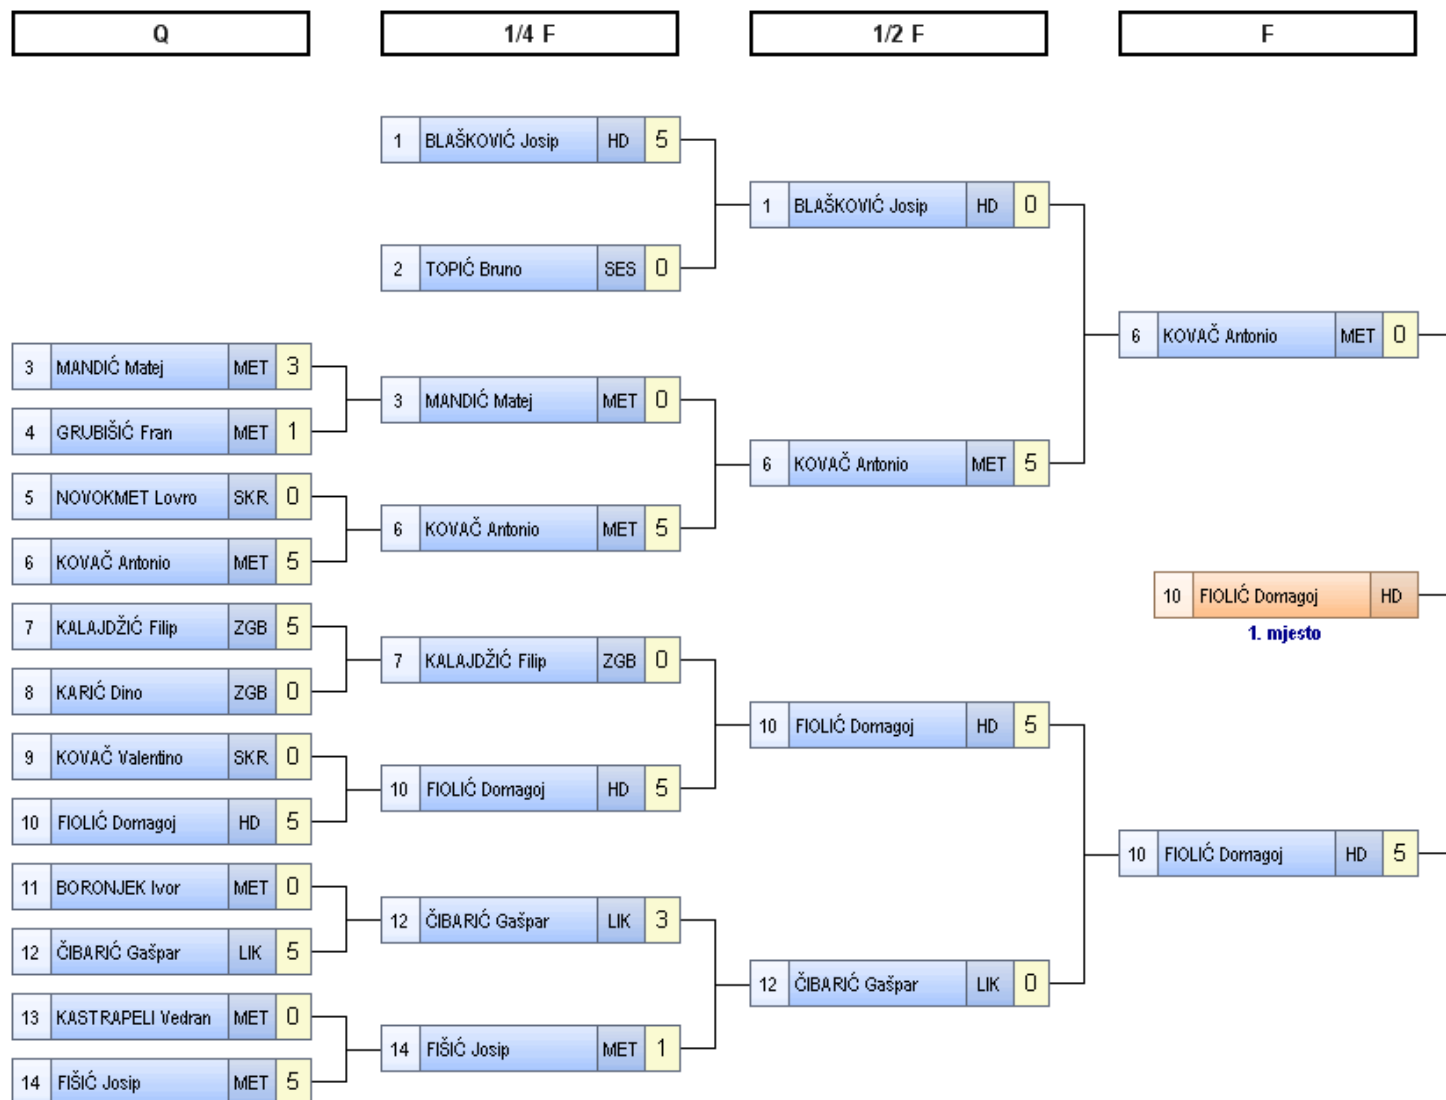 Q 1/4 F 1/2 F F
1 BLAŠKOVIĆ Josip HD 5
1 BLAŠKOVIĆ Josip HD 0
2 TOPIĆ Bruno SES 0
6 KOVAČ Antonio MET 0
3 MANDIĆ Matej MET 3
3 MANDIĆ Matej MET 0
4 GRUBIŠIĆ Fran MET 1
6 KOVAČ Antonio MET 5
5 NOVOKMET Lovro SKR 0
6 KOVAČ Antonio MET 5
6 KOVAČ Antonio MET 5
10 FIOLIĆ Domagoj HD
1. mjesto
7 KALAJDŽIĆ Filip ZGB 5
7 KALAJDŽIĆ Filip ZGB 0
8 KARIĆ Dino ZGB 0
10 FIOLIĆ Domagoj HD 5
9 KOVAČ Valentino SKR 0
10 FIOLIĆ Domagoj HD 5
10 FIOLIĆ Domagoj HD 5
10 FIOLIĆ Domagoj HD 5
11 BORONJEK Ivor MET 0
12 ČIBARIĆ Gašpar LIK 3
12 ČIBARIĆ Gašpar LIK 5
12 ČIBARIĆ Gašpar LIK 0
13 KASTRAPELI Vedran MET 0
14 FIŠIĆ Josip MET 1
14 FIŠIĆ Josip MET 5